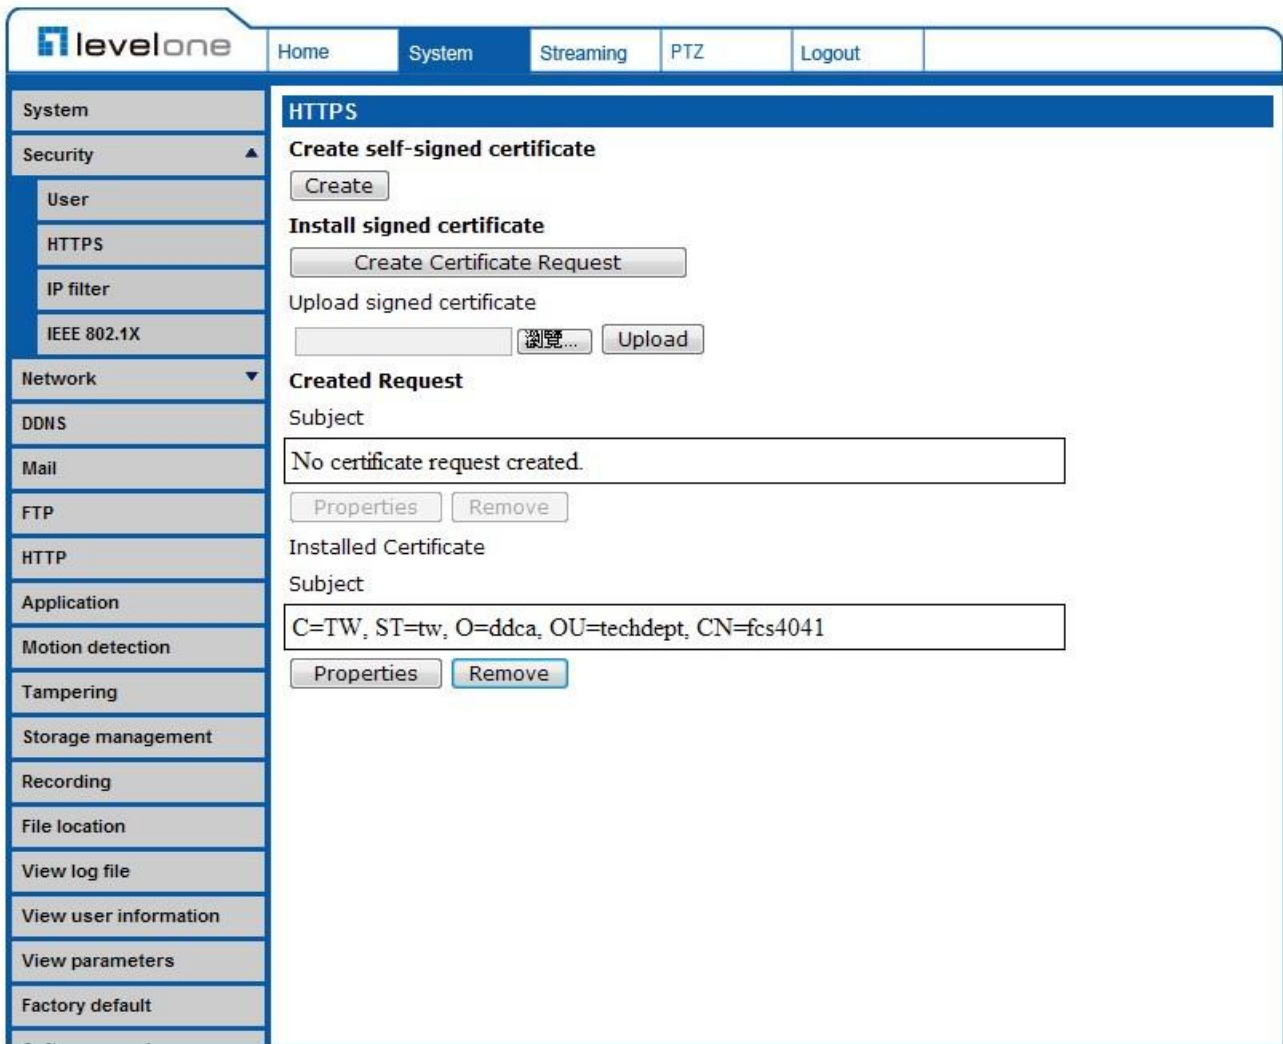 levelone
Home System Streaming PTZ Logout
System
Security
User
HTTPS
IP filter
IEEE 802.1X
Network
DDNS
Mail
FTP
HTTP
Application
Motion detection
Tampering
Storage management
Recording
File location
View log file
View user information
View parameters
Factory default
HTTPS
Create self-signed certificate
Create
Install signed certificate
Create Certificate Request
Upload signed certificate
瀏覽... Upload
Created Request
Subject
No certificate request created.
Properties Remove
Installed Certificate
Subject
C=TW, ST=tw, O=ddca, OU=techdept, CN=fcs4041
Properties Remove